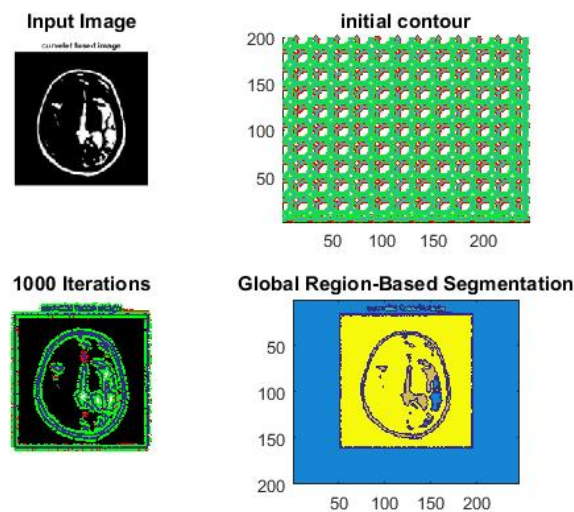 Input Image
curvelet fused image
initial contour
200
150
100
50
50 100 150 200
1000 Iterations
Global Region-Based Segmentation
50
100
150
200
50 100 150 200